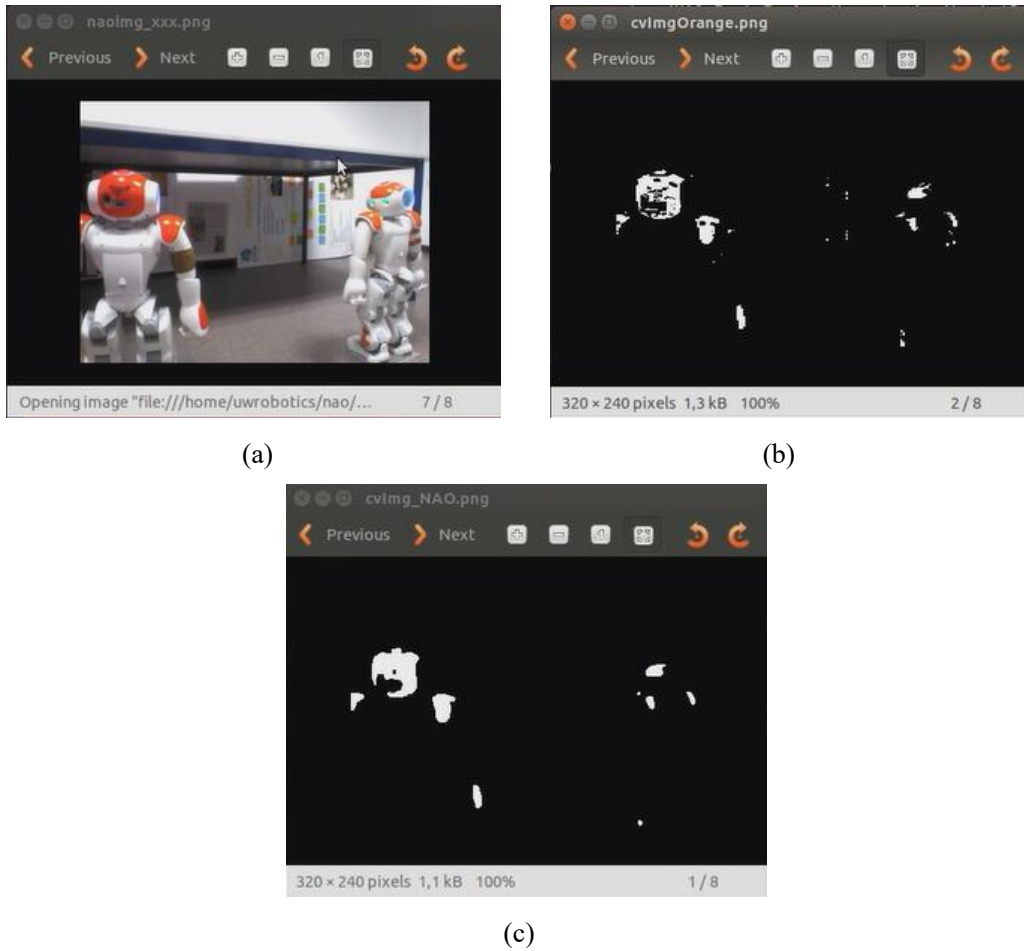 naoimg_xxx.png
Previous Next
Opening image "file:///home/uwrobotics/nao/... 7 / 8
(a)
cvImgOrange.png
Previous Next
320 × 240 pixels 1,3 kB 100% 2 / 8
(b)
cvImg_NAO.png
Previous Next
320 × 240 pixels 1,1 kB 100% 1 / 8
(c)